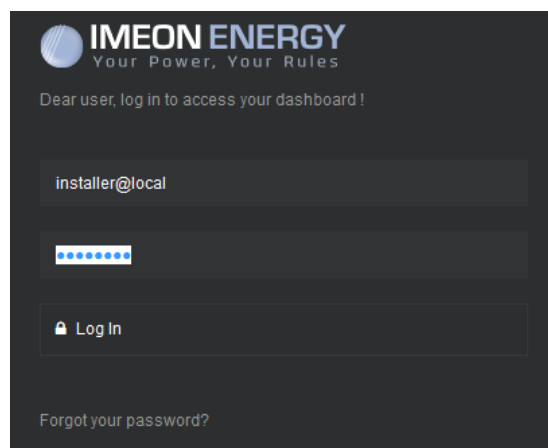 IMEON ENERGY
Your Power, Your Rules
Dear user, log in to access your dashboard !
installer@local
••••••••
Log In
Forgot your password?